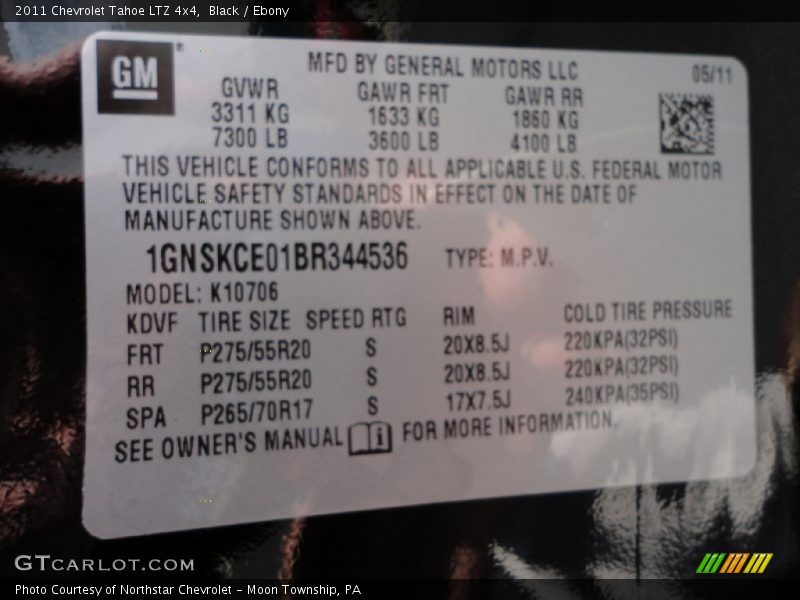 2011 Chevrolet Tahoe LTZ 4x4, Black / Ebony
GM
MFD BY GENERAL MOTORS LLC 05/11
GVWR GAWR FRT GAWR RR
3311 KG 1633 KG 1860 KG
7300 LB 3600 LB 4100 LB
THIS VEHICLE CONFORMS TO ALL APPLICABLE U.S. FEDERAL MOTOR
VEHICLE SAFETY STANDARDS IN EFFECT ON THE DATE OF
MANUFACTURE SHOWN ABOVE.
1GNSKCE01BR344536 TYPE: M.P.V.
MODEL: K10706
KDVF TIRE SIZE SPEED RTG RIM COLD TIRE PRESSURE
FRT P275/55R20 S 20X8.5J 220KPA(32PSI)
RR P275/55R20 S 20X8.5J 220KPA(32PSI)
SPA P265/70R17 S 17X7.5J 240KPA(35PSI)
SEE OWNER'S MANUAL i FOR MORE INFORMATION.
GTCARLOT.COM
Photo Courtesy of Northstar Chevrolet - Moon Township, PA